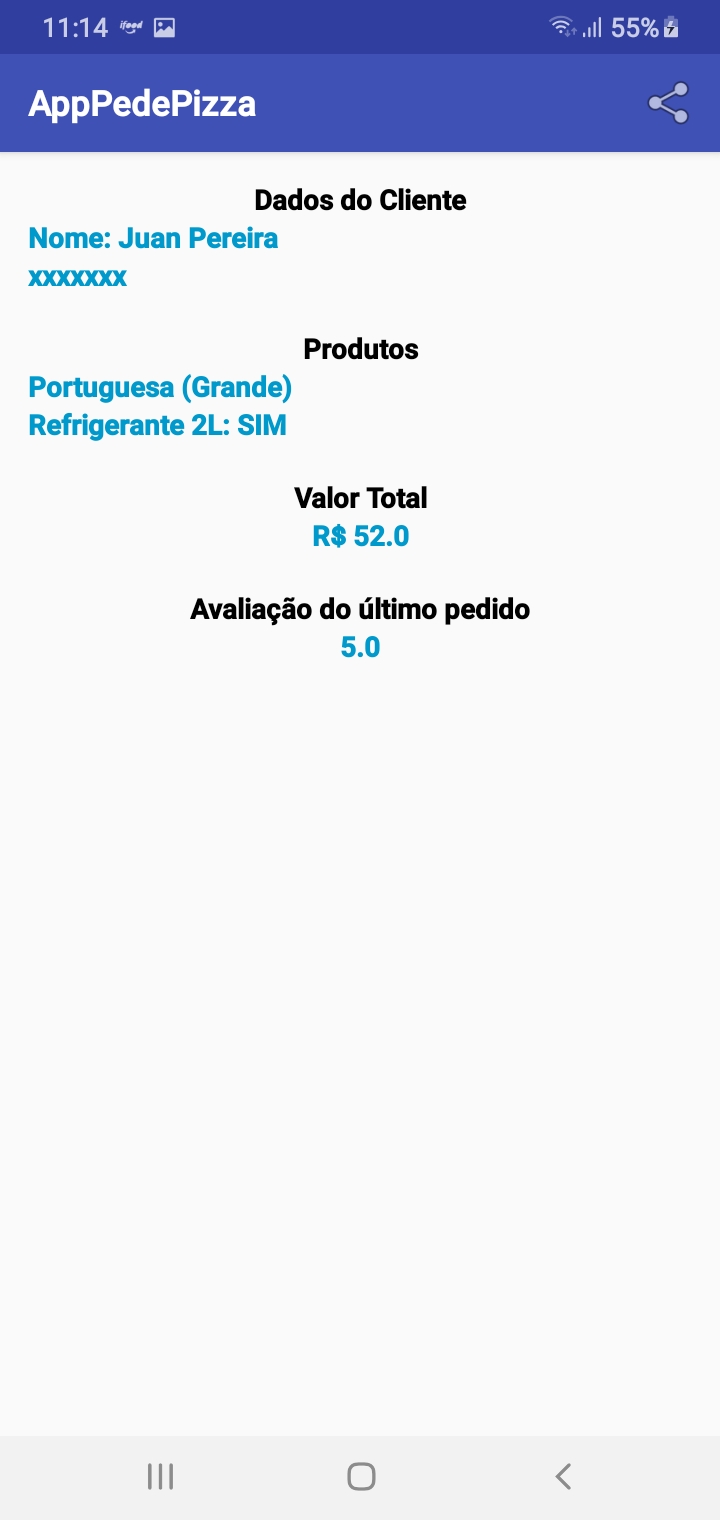 11:14 ifood 55%
AppPedePizza
Dados do Cliente
Nome: Juan Pereira
xxxxxxx
Produtos
Portuguesa (Grande)
Refrigerante 2L: SIM
Valor Total
R$ 52.0
Avaliação do último pedido
5.0